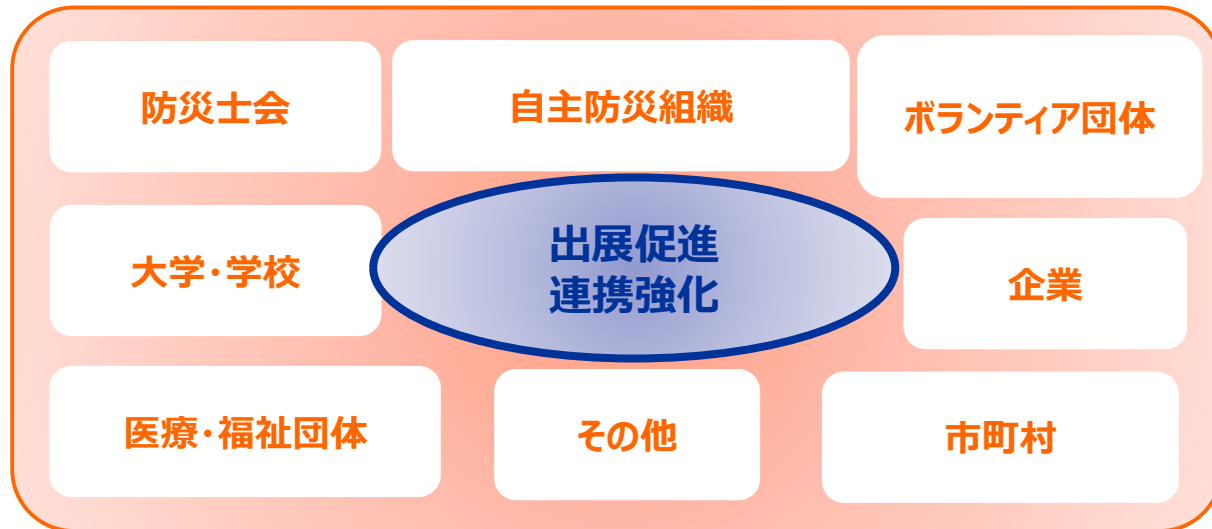 防災士会
自主防災組織
ボランティア団体
大学・学校
出展促進
連携強化
企業
医療・福祉団体
その他
市町村